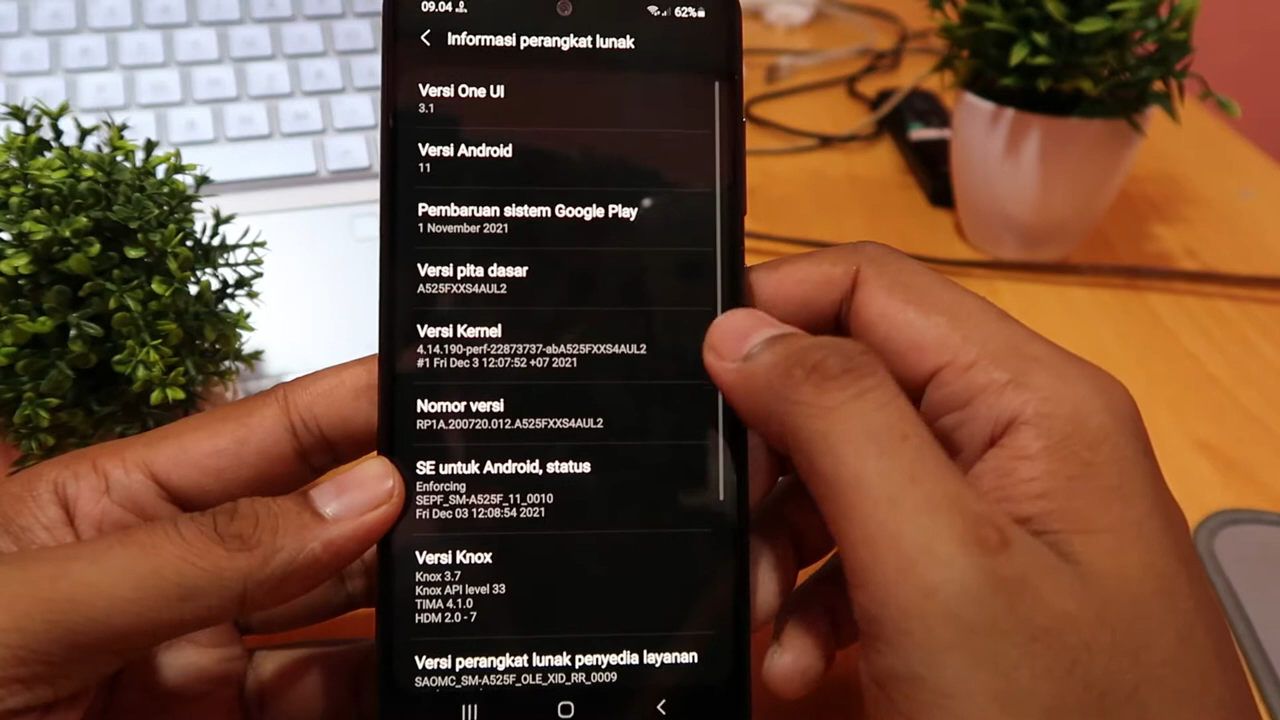 09.04
62%
Informasi perangkat lunak
Versi One UI
3.1
Versi Android
11
Pembaruan sistem Google Play
1 November 2021
Versi pita dasar
A525FXXS4AUL2
Versi Kernel
4.14.190-perf-22873737-abA525FXXS4AUL2
#1 Fri Dec 3 12:07:52 +07 2021
Nomor versi
RP1A.200720.012.A525FXXS4AUL2
SE untuk Android, status
Enforcing
SEPF_SM-A525F_11_0010
Fri Dec 03 12:08:54 2021
Versi Knox
Knox 3.7
Knox API level 33
TIMA 4.1.0
HDM 2.0 - 7
Versi perangkat lunak penyedia layanan
SAOMC_SM-A525F_OLE_XID_RR_0009